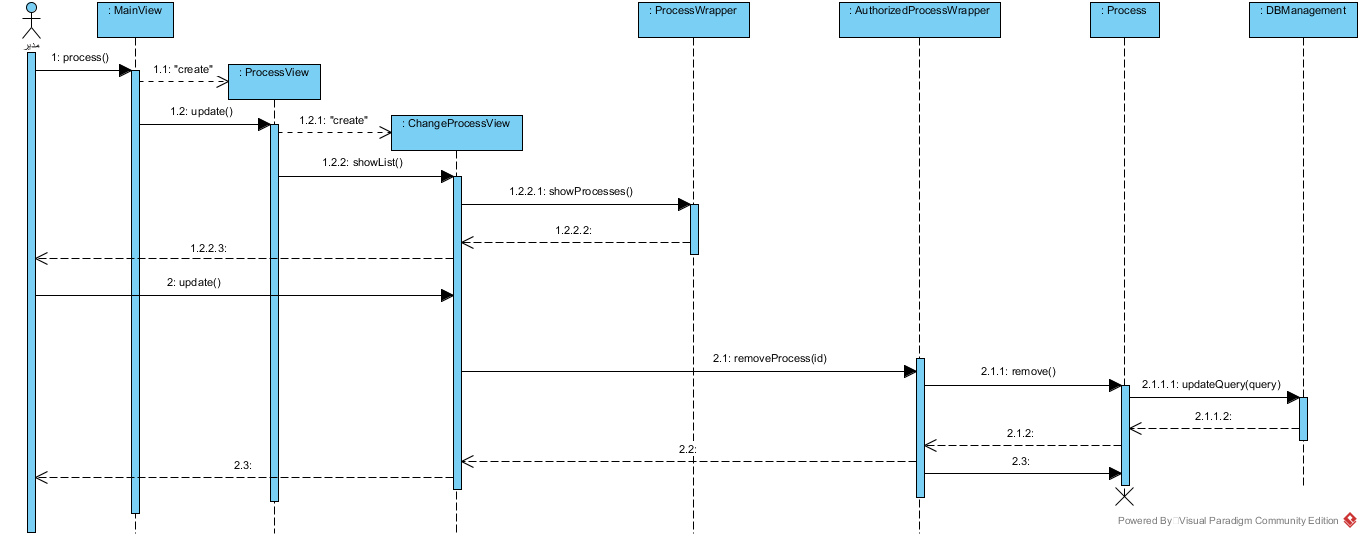 : MainView
: ProcessWrapper
: AuthorizedProcessWrapper
: Process
: DBManagement
مدیر
1: process()
1.1: "create"
: ProcessView
1.2: update()
1.2.1: "create"
: ChangeProcessView
1.2.2: showList()
1.2.2.1: showProcesses()
1.2.2.2:
1.2.2.3:
2: update()
2.1: removeProcess(id)
2.1.1: remove()
2.1.1.1: updateQuery(query)
2.1.1.2:
2.1.2:
2.2:
2.3:
2.3:
Powered By Visual Paradigm Community Edition